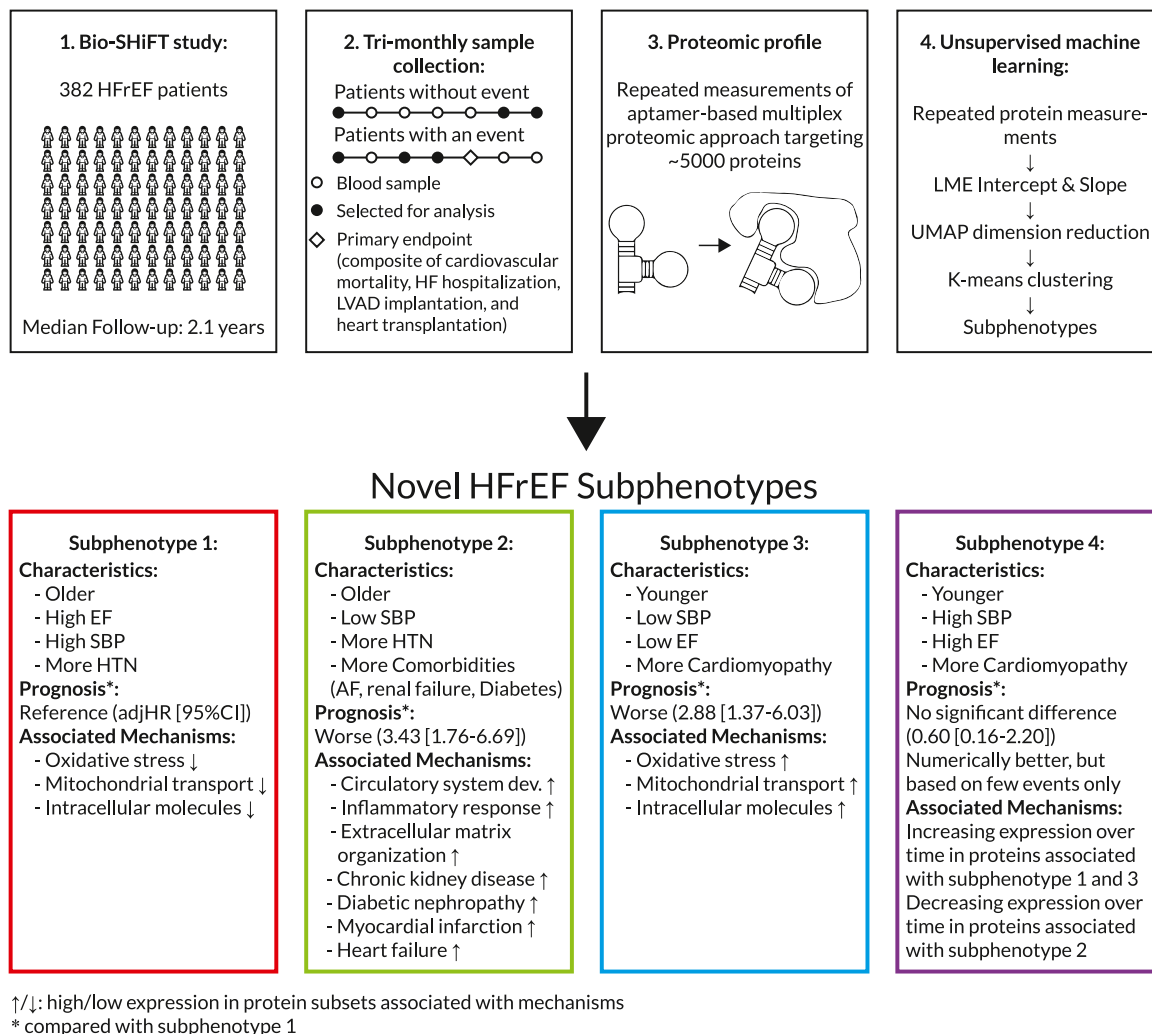 1. Bio-SHiFT study:
382 HFrEF patients
Median Follow-up: 2.1 years
2. Tri-monthly sample
collection:
Patients without event
Patients with an event
Blood sample
Selected for analysis
Primary endpoint
(composite of cardiovascular
mortality, HF hospitalization,
LVAD implantation, and
heart transplantation)
3. Proteomic profile
Repeated measurements of
aptamer-based multiplex
proteomic approach targeting
~5000 proteins
4. Unsupervised machine
learning:
Repeated protein measure-
ments
↓
LME Intercept & Slope
↓
UMAP dimension reduction
↓
K-means clustering
↓
Subphenotypes
Novel HFrEF Subphenotypes
Subphenotype 1:
Characteristics:
- Older
- High EF
- High SBP
- More HTN
Prognosis*:
Reference (adjHR [95%CI])
Associated Mechanisms:
- Oxidative stress ↓
- Mitochondrial transport ↓
- Intracellular molecules ↓
Subphenotype 2:
Characteristics:
- Older
- Low SBP
- More HTN
- More Comorbidities
(AF, renal failure, Diabetes)
Prognosis*:
Worse (3.43 [1.76-6.69])
Associated Mechanisms:
- Circulatory system dev. ↑
- Inflammatory response ↑
- Extracellular matrix
organization ↑
- Chronic kidney disease ↑
- Diabetic nephropathy ↑
- Myocardial infarction ↑
- Heart failure ↑
Subphenotype 3:
Characteristics:
- Younger
- Low SBP
- Low EF
- More Cardiomyopathy
Prognosis*:
Worse (2.88 [1.37-6.03])
Associated Mechanisms:
- Oxidative stress ↑
- Mitochondrial transport ↑
- Intracellular molecules ↑
Subphenotype 4:
Characteristics:
- Younger
- High SBP
- High EF
- More Cardiomyopathy
Prognosis*:
No significant difference
(0.60 [0.16-2.20])
Numerically better, but
based on few events only
Associated Mechanisms:
Increasing expression over
time in proteins associated
with subphenotype 1 and 3
Decreasing expression over
time in proteins associated
with subphenotype 2
↑/↓: high/low expression in protein subsets associated with mechanisms
* compared with subphenotype 1